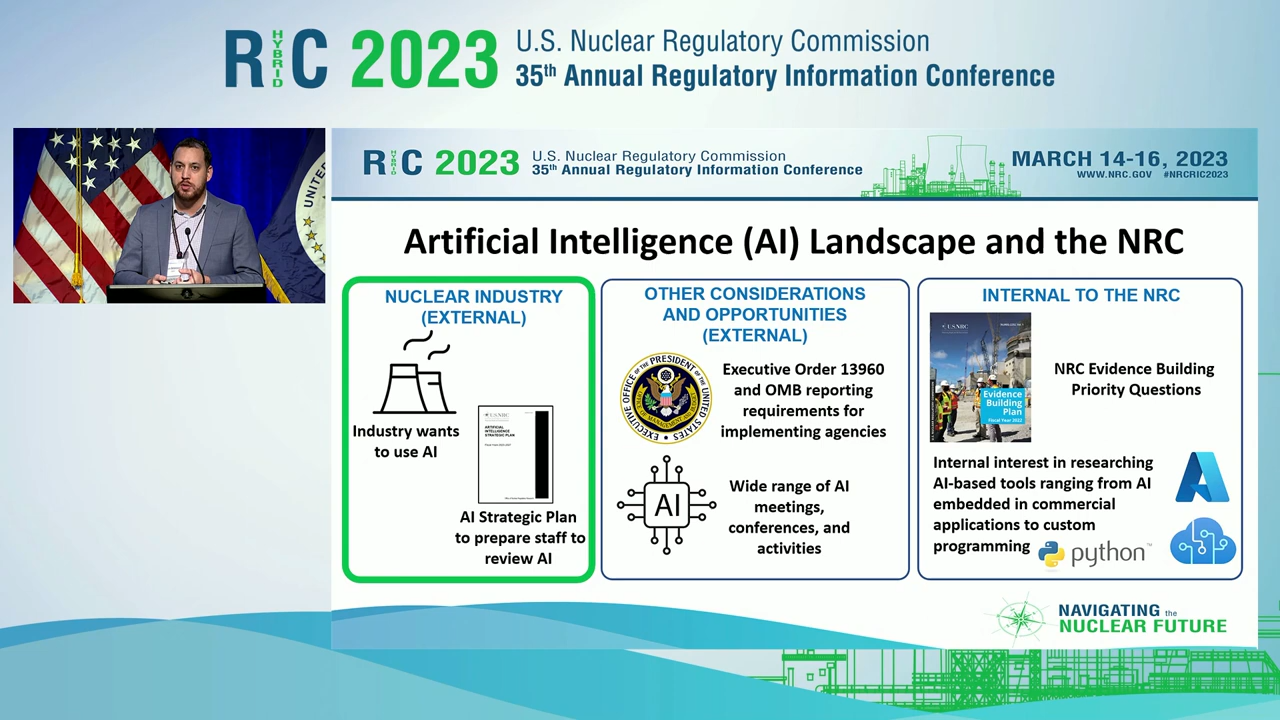 RIC 2023
HYBRID
U.S. Nuclear Regulatory Commission
35th Annual Regulatory Information Conference
UNITED
RIC 2023
HYBRID
U.S. Nuclear Regulatory Commission
35th Annual Regulatory Information Conference
MARCH 14-16, 2023
WWW.NRC.GOV #NRCRIC2023
Artificial Intelligence (AI) Landscape and the NRC
NUCLEAR INDUSTRY
(EXTERNAL)
Industry wants
to use AI
U.S.NRC
ARTIFICIAL
INTELLIGENCE
STRATEGIC PLAN
AI Strategic Plan
to prepare staff to
review AI
OTHER CONSIDERATIONS
AND OPPORTUNITIES
(EXTERNAL)
EXECUTIVE OFFICE OF THE PRESIDENT OF THE UNITED STATES
Executive Order 13960
and OMB reporting
requirements for
implementing agencies
AI
Wide range of AI
meetings,
conferences, and
activities
INTERNAL TO THE NRC
U.S.NRC
Evidence
Building
Plan
Fiscal Year 2022
NRC Evidence Building
Priority Questions
Internal interest in researching
AI-based tools ranging from AI
embedded in commercial
applications to custom
programming
python
NAVIGATING the
NUCLEAR FUTURE